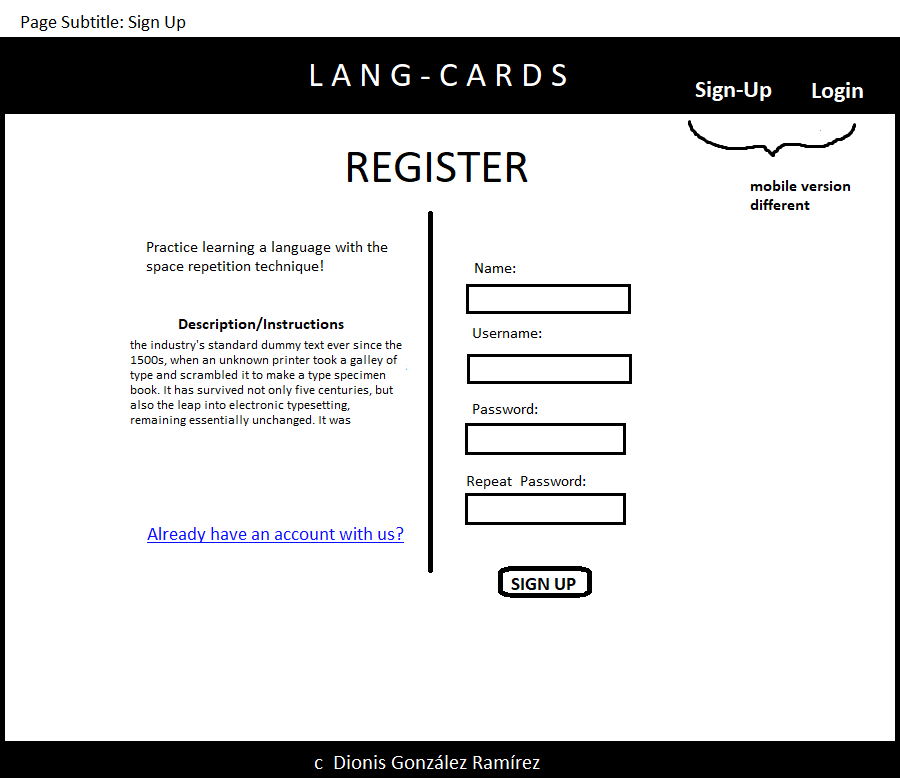 Page Subtitle: Sign Up
LANG-CARDS
Sign-Up
Login
mobile version
different
REGISTER
Practice learning a language with the
space repetition technique!
Description/Instructions
the industry's standard dummy text ever since the
1500s, when an unknown printer took a galley of
type and scrambled it to make a type specimen
book. It has survived not only five centuries, but
also the leap into electronic typesetting,
remaining essentially unchanged. It was
Already have an account with us?
Name:
Username:
Password:
Repeat Password:
SIGN UP
c Dionis González Ramírez